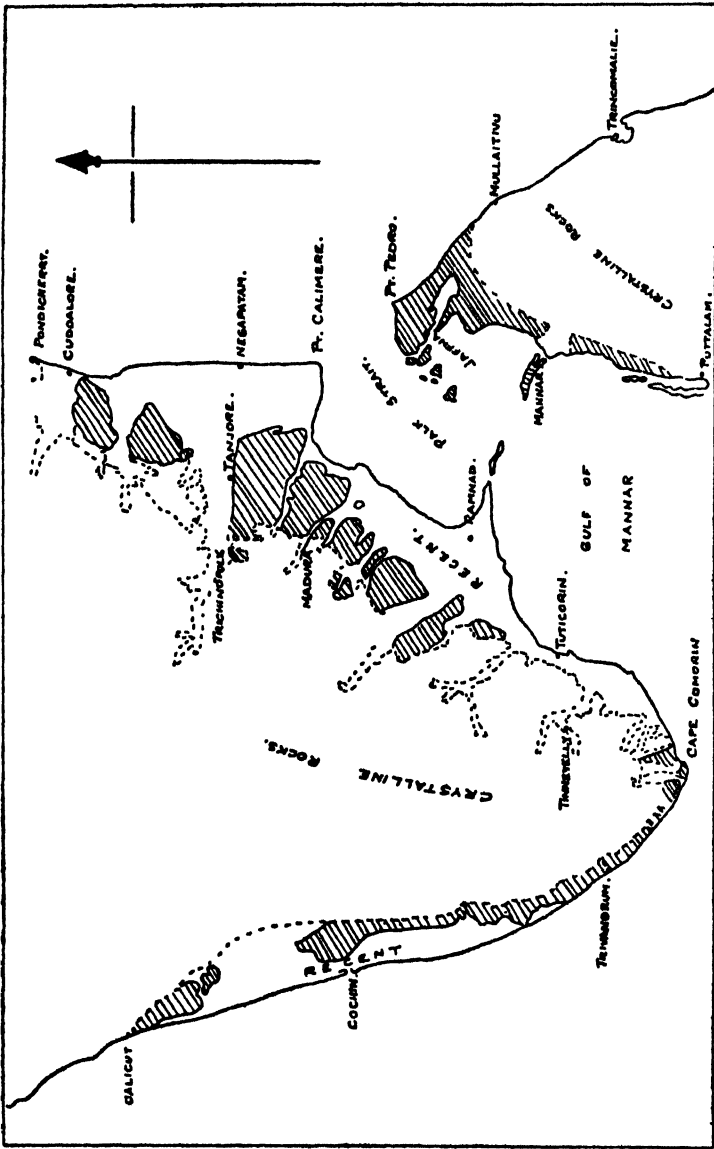 PONDICHERRY.
CUDDALORE.
NEGAPATAM.
PT. CALIMERE.
TANJORE.
TRICHINOPOLY
MADURA
RECENT.
RAMNAD.
PALK STRAIT.
PT. PEDRO.
JAFFNA
MULLAITIVU
TRINCOMALIE.
MANNAR
CRYSTALLINE
ROCKS
PUTTALAM.
GULF OF
MANNAR
TUTICORIN.
TINNEVELLY
CAPE COMORIN
CRYSTALLINE
ROCKS.
TRIVANDRUM.
RECENT
COCHIN
CALICUT